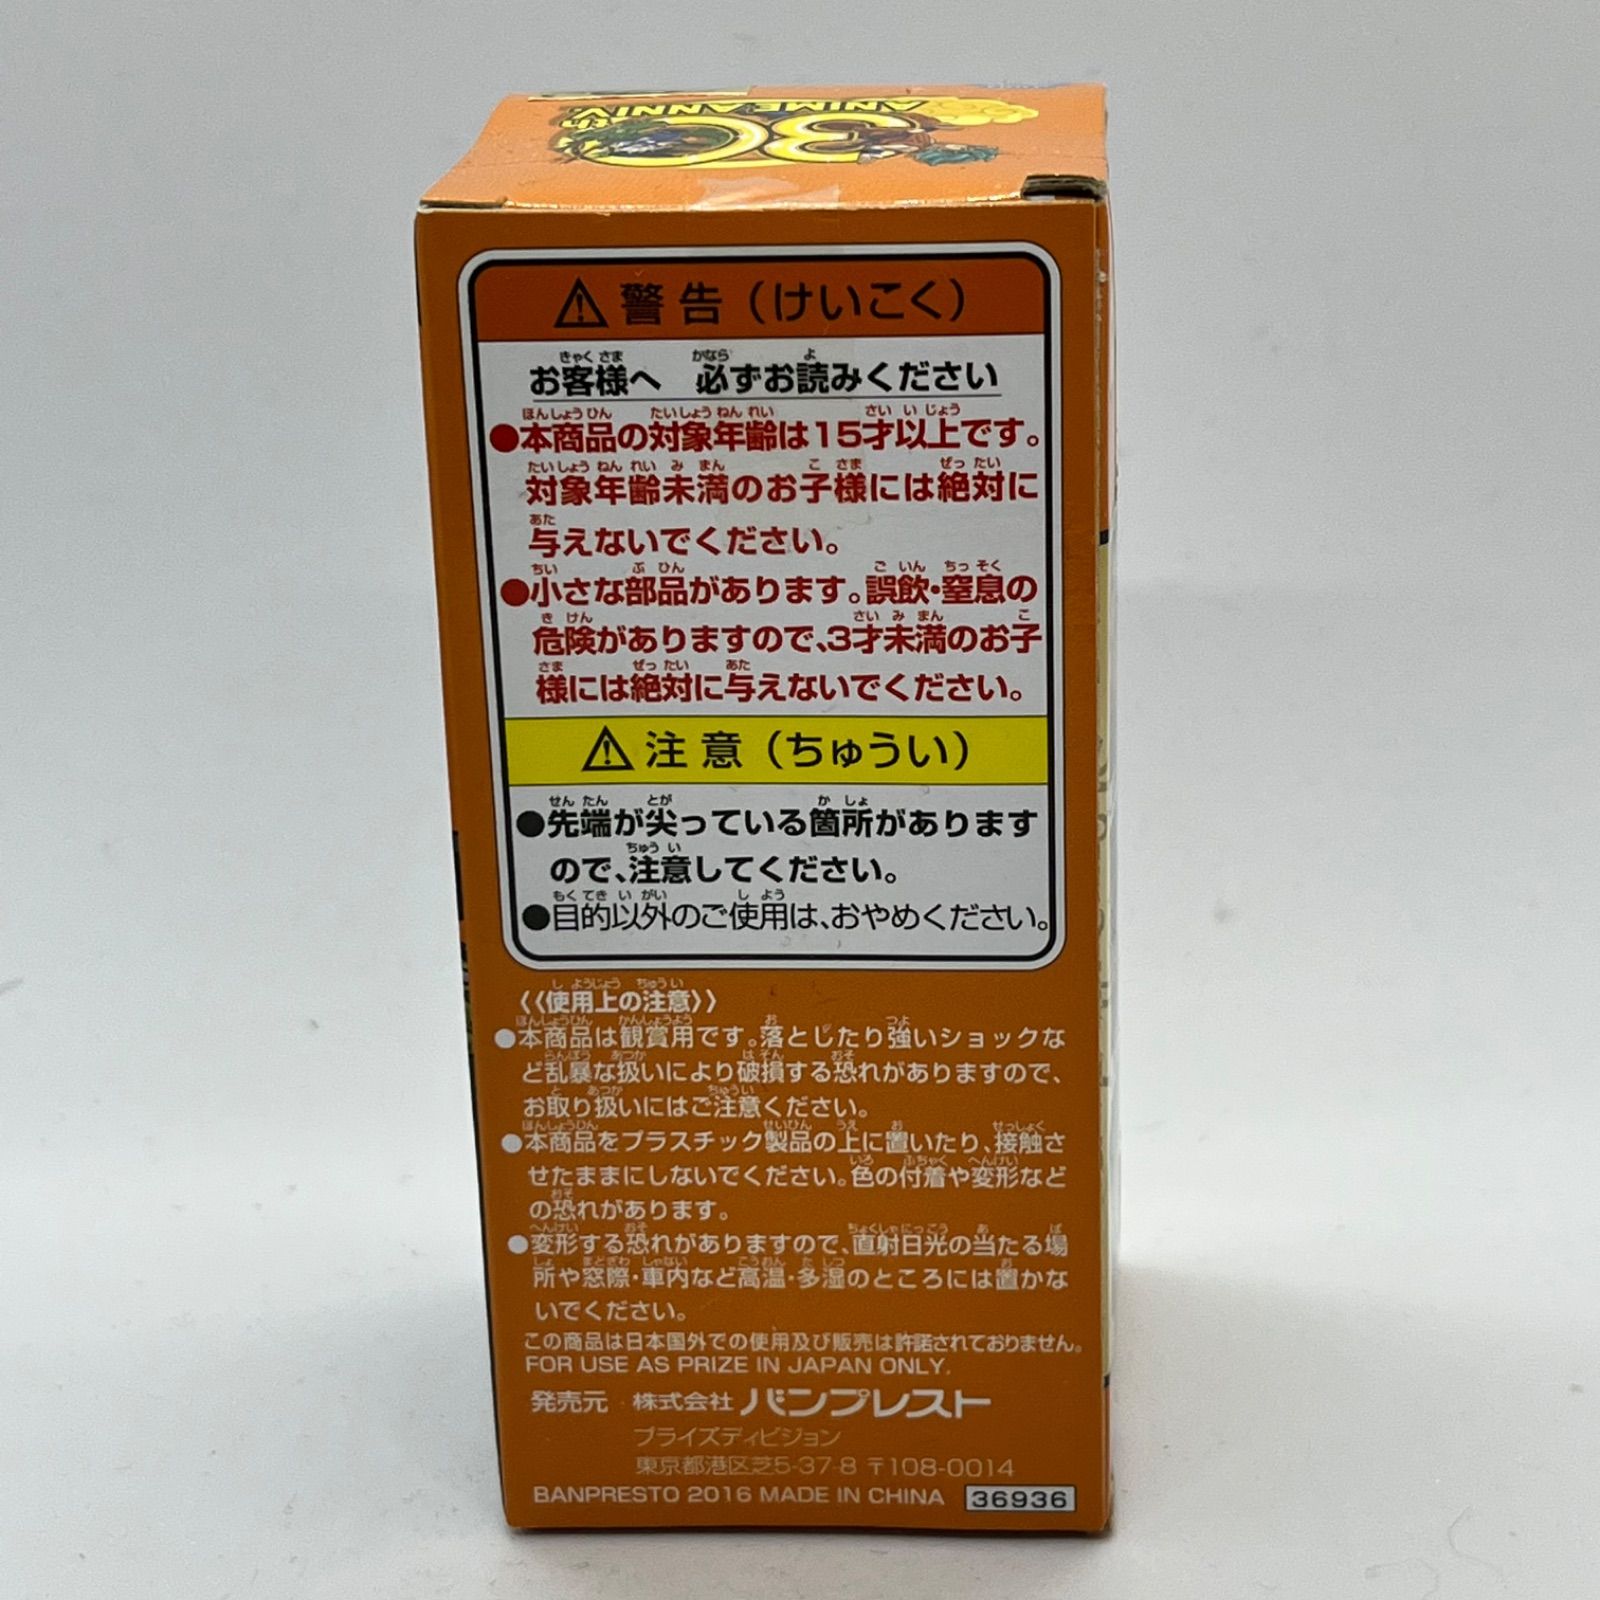 30th
ANIME ANNIV.
警告（けいこく）
お客様へ 必ずお読みください
●本商品の対象年齢は15才以上です。
対象年齢未満のお子様には絶対に
与えないでください。
●小さな部品があります。誤飲・窒息の
危険がありますので、3才未満のお子
様には絶対に与えないでください。
注意（ちゅうい）
●先端が尖っている箇所があります
ので、注意してください。
●目的以外のご使用は、おやめください。
《使用上の注意》
●本商品は観賞用です。落としたり強いショックな
ど乱暴な扱いにより破損する恐れがありますので、
お取り扱いにはご注意ください。
●本商品をプラスチック製品の上に置いたり、接触さ
せたままにしないでください。色の付着や変形など
の恐れがあります。
●変形する恐れがありますので、直射日光の当たる場
所や窓際・車内など高温・多湿のところには置かな
いでください。
この商品は日本国外での使用及び販売は許諾されておりません。
FOR USE AS PRIZE IN JAPAN ONLY.
発売元 株式会社 バンプレスト
プライズディビジョン
東京都港区芝5-37-8 〒108-0014
BANPRESTO 2016 MADE IN CHINA 36936